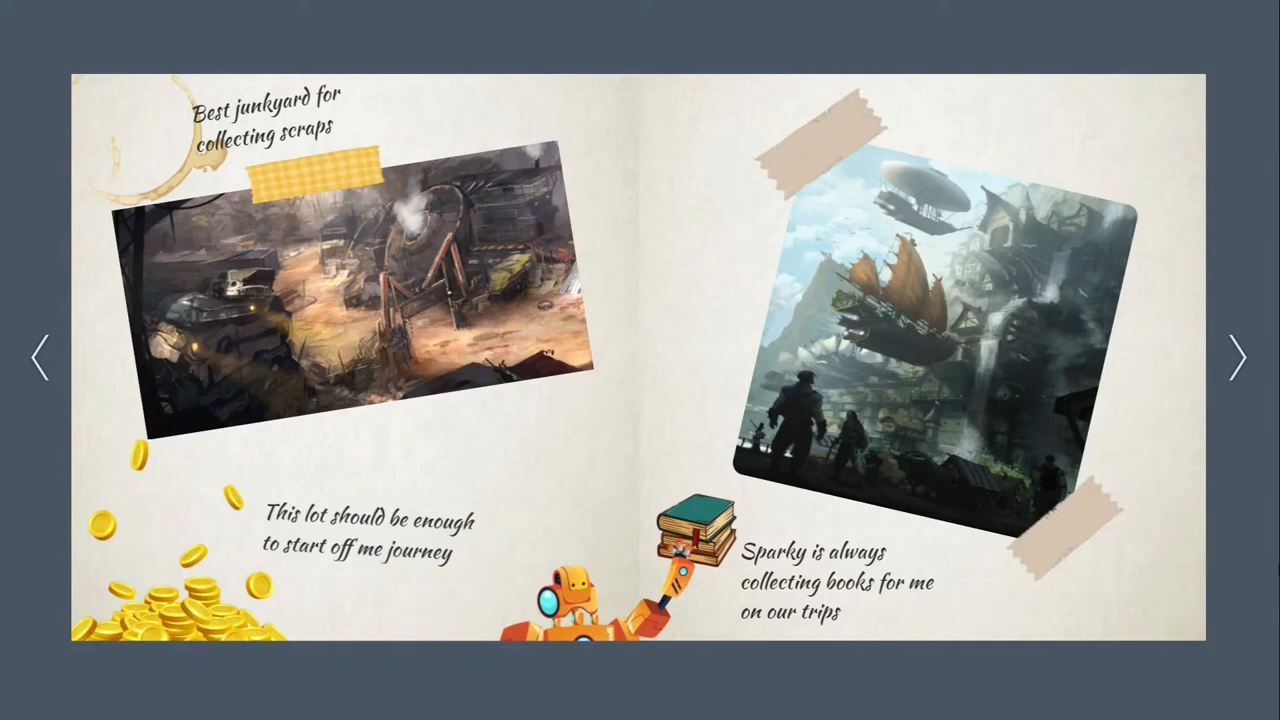 Best junkyard for
collecting scraps
This lot should be enough
to start off me journey
Sparky is always
collecting books for me
on our trips